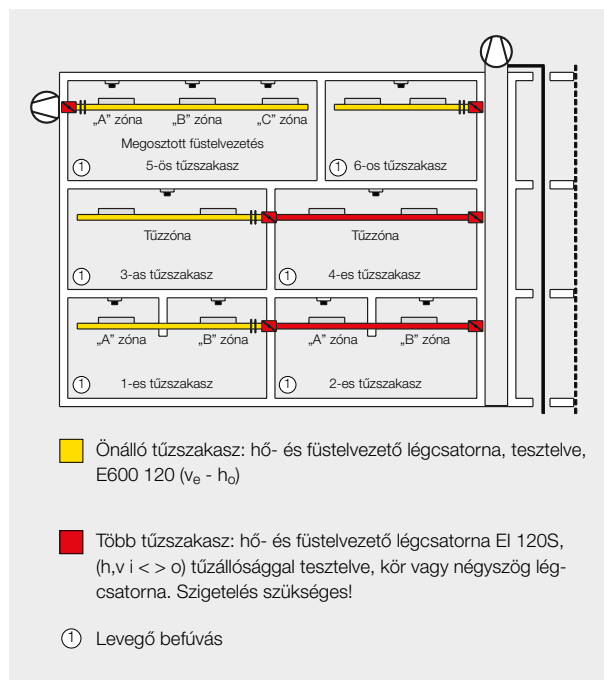 „A” zóna „B” zóna „C” zóna
Megosztott füstelvezetés
1 5-ös tűzszakasz 1 6-os tűzszakasz
Tűzzóna Tűzzóna
1 3-as tűzszakasz 1 4-es tűzszakasz
„A” zóna „B” zóna „A” zóna „B” zóna
1 1-es tűzszakasz 1 2-es tűzszakasz
Önálló tűzszakasz: hő- és füstelvezető légcsatorna, tesztelve,
E600 120 (ve - ho)
Több tűzszakasz: hő- és füstelvezető légcsatorna EI 120S,
(h,v i < > o) tűzállósággal tesztelve, kör vagy négyszög lég-
csatorna. Szigetelés szükséges!
1 Levegő befúvás